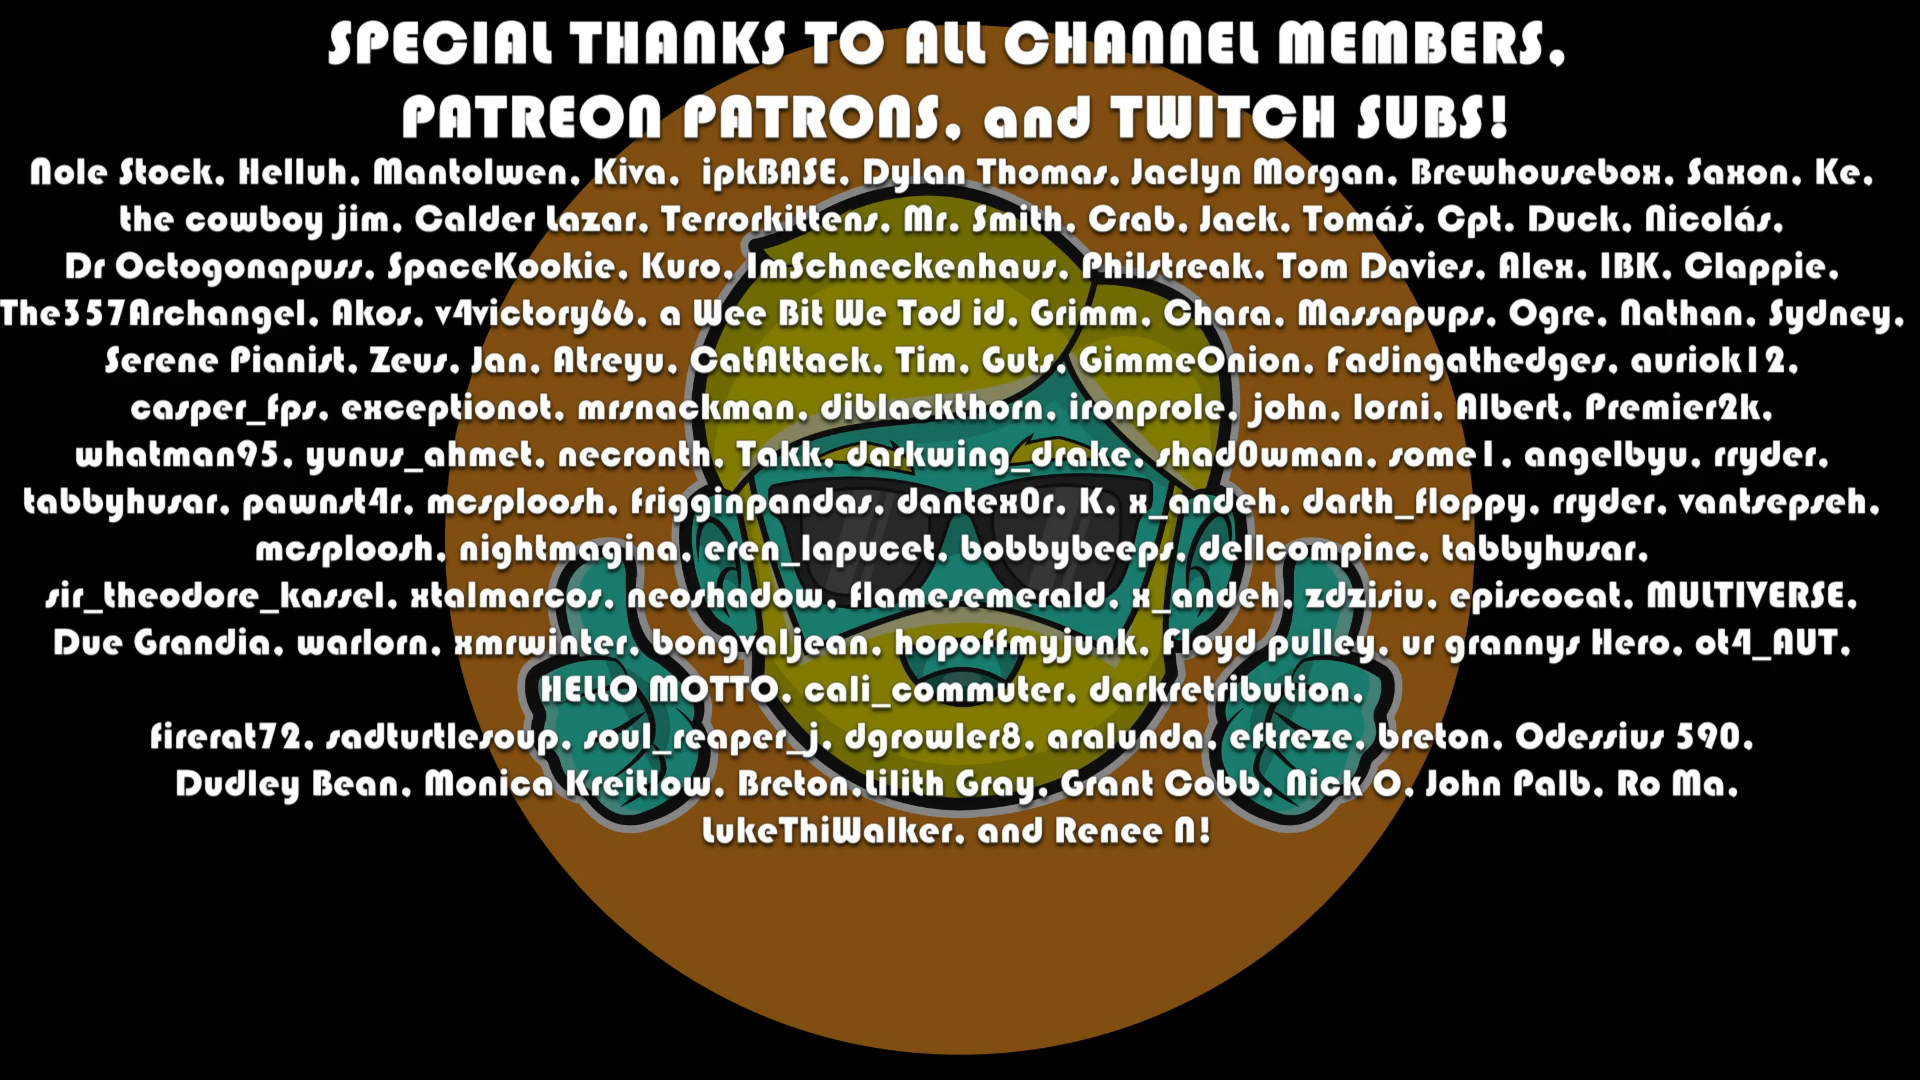 SPECIAL THANKS TO ALL CHANNEL MEMBERS,
PATREON PATRONS, and TWITCH SUBS!
Nole Stock, Helluh, Mantolwen, Kiva,  ipkBASE, Dylan Thomas, Jaclyn Morgan, Brewhousebox, Saxon, Ke,
the cowboy jim, Calder Lazar, Terrorkittens, Mr. Smith, Crab, Jack, Tomáš, Cpt. Duck, Nicolás,
Dr Octogonapuss, SpaceKookie, Kuro, ImSchneckenhaus, Philstreak, Tom Davies, Alex, IBK, Clappie,
The357Archangel, Akos, v4victory66, a Wee Bit We Tod id, Grimm, Chara, Massapups, Ogre, Nathan, Sydney,
Serene Pianist, Zeus, Jan, Atreyu, CatAttack, Tim, Guts, GimmeOnion, Fadingathedges, auriok12,
casper_fps, exceptionot, mrsnackman, diblackthorn, ironprole, john, lorni, Albert, Premier2k,
whatman95, yunus_ahmet, necronth, Takk, darkwing_drake, shad0wman, some1, angelbyu, rryder,
tabbyhusar, pawnst4r, mcsploosh, frigginpandas, dantex0r, K, x_andeh, darth_floppy, rryder, vantsepseh,
mcsploosh, nightmagina, eren_lapucet, bobbybeeps, dellcompinc, tabbyhusar,
sir_theodore_kassel, xtalmarcos, neoshadow, flamesemerald, x_andeh, zdzisiu, episcocat, MULTIVERSE,
Due Grandia, warlorn, xmrwinter, bongvaljean, hopoffmyjunk, Floyd pulley, ur grannys Hero, ot4_AUT,
HELLO MOTTO, cali_commuter, darkretribution,
firerat72, sadturtlesoup, soul_reaper_j, dgrowler8, aralunda, eftreze, breton, Odessius 590,
Dudley Bean, Monica Kreitlow, Breton,Lilith Gray, Grant Cobb, Nick O, John Palb, Ro Ma,
LukeThiWalker, and Renee N!